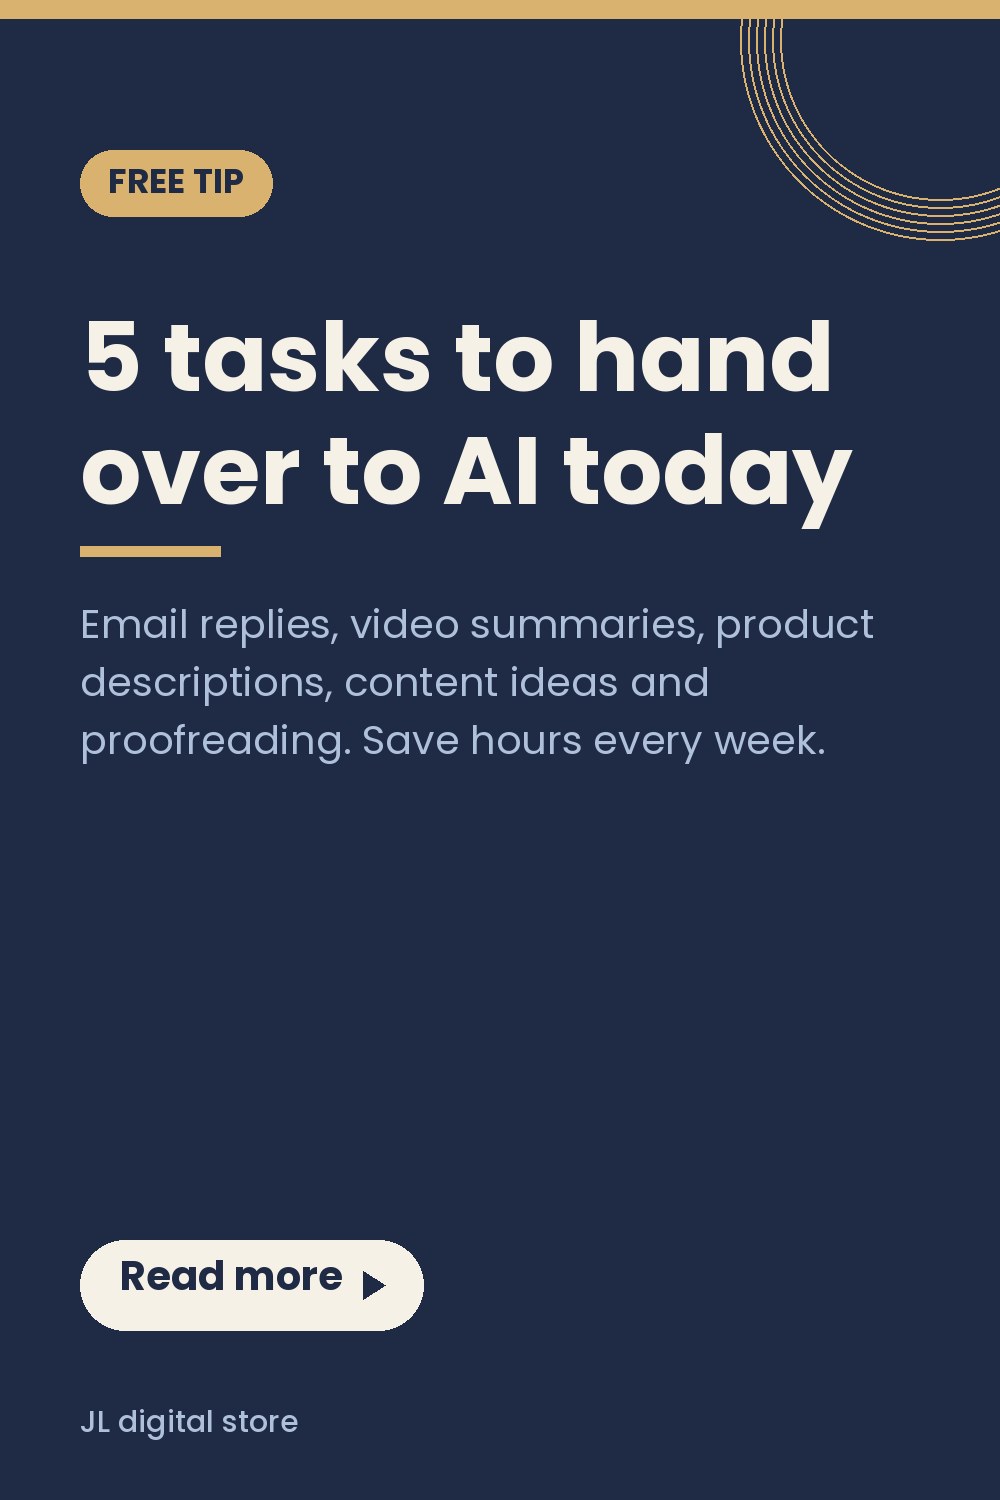 FREE TIP
5 tasks to hand
over to AI today
Email replies, video summaries, product
descriptions, content ideas and
proofreading. Save hours every week.
Read more
JL digital store